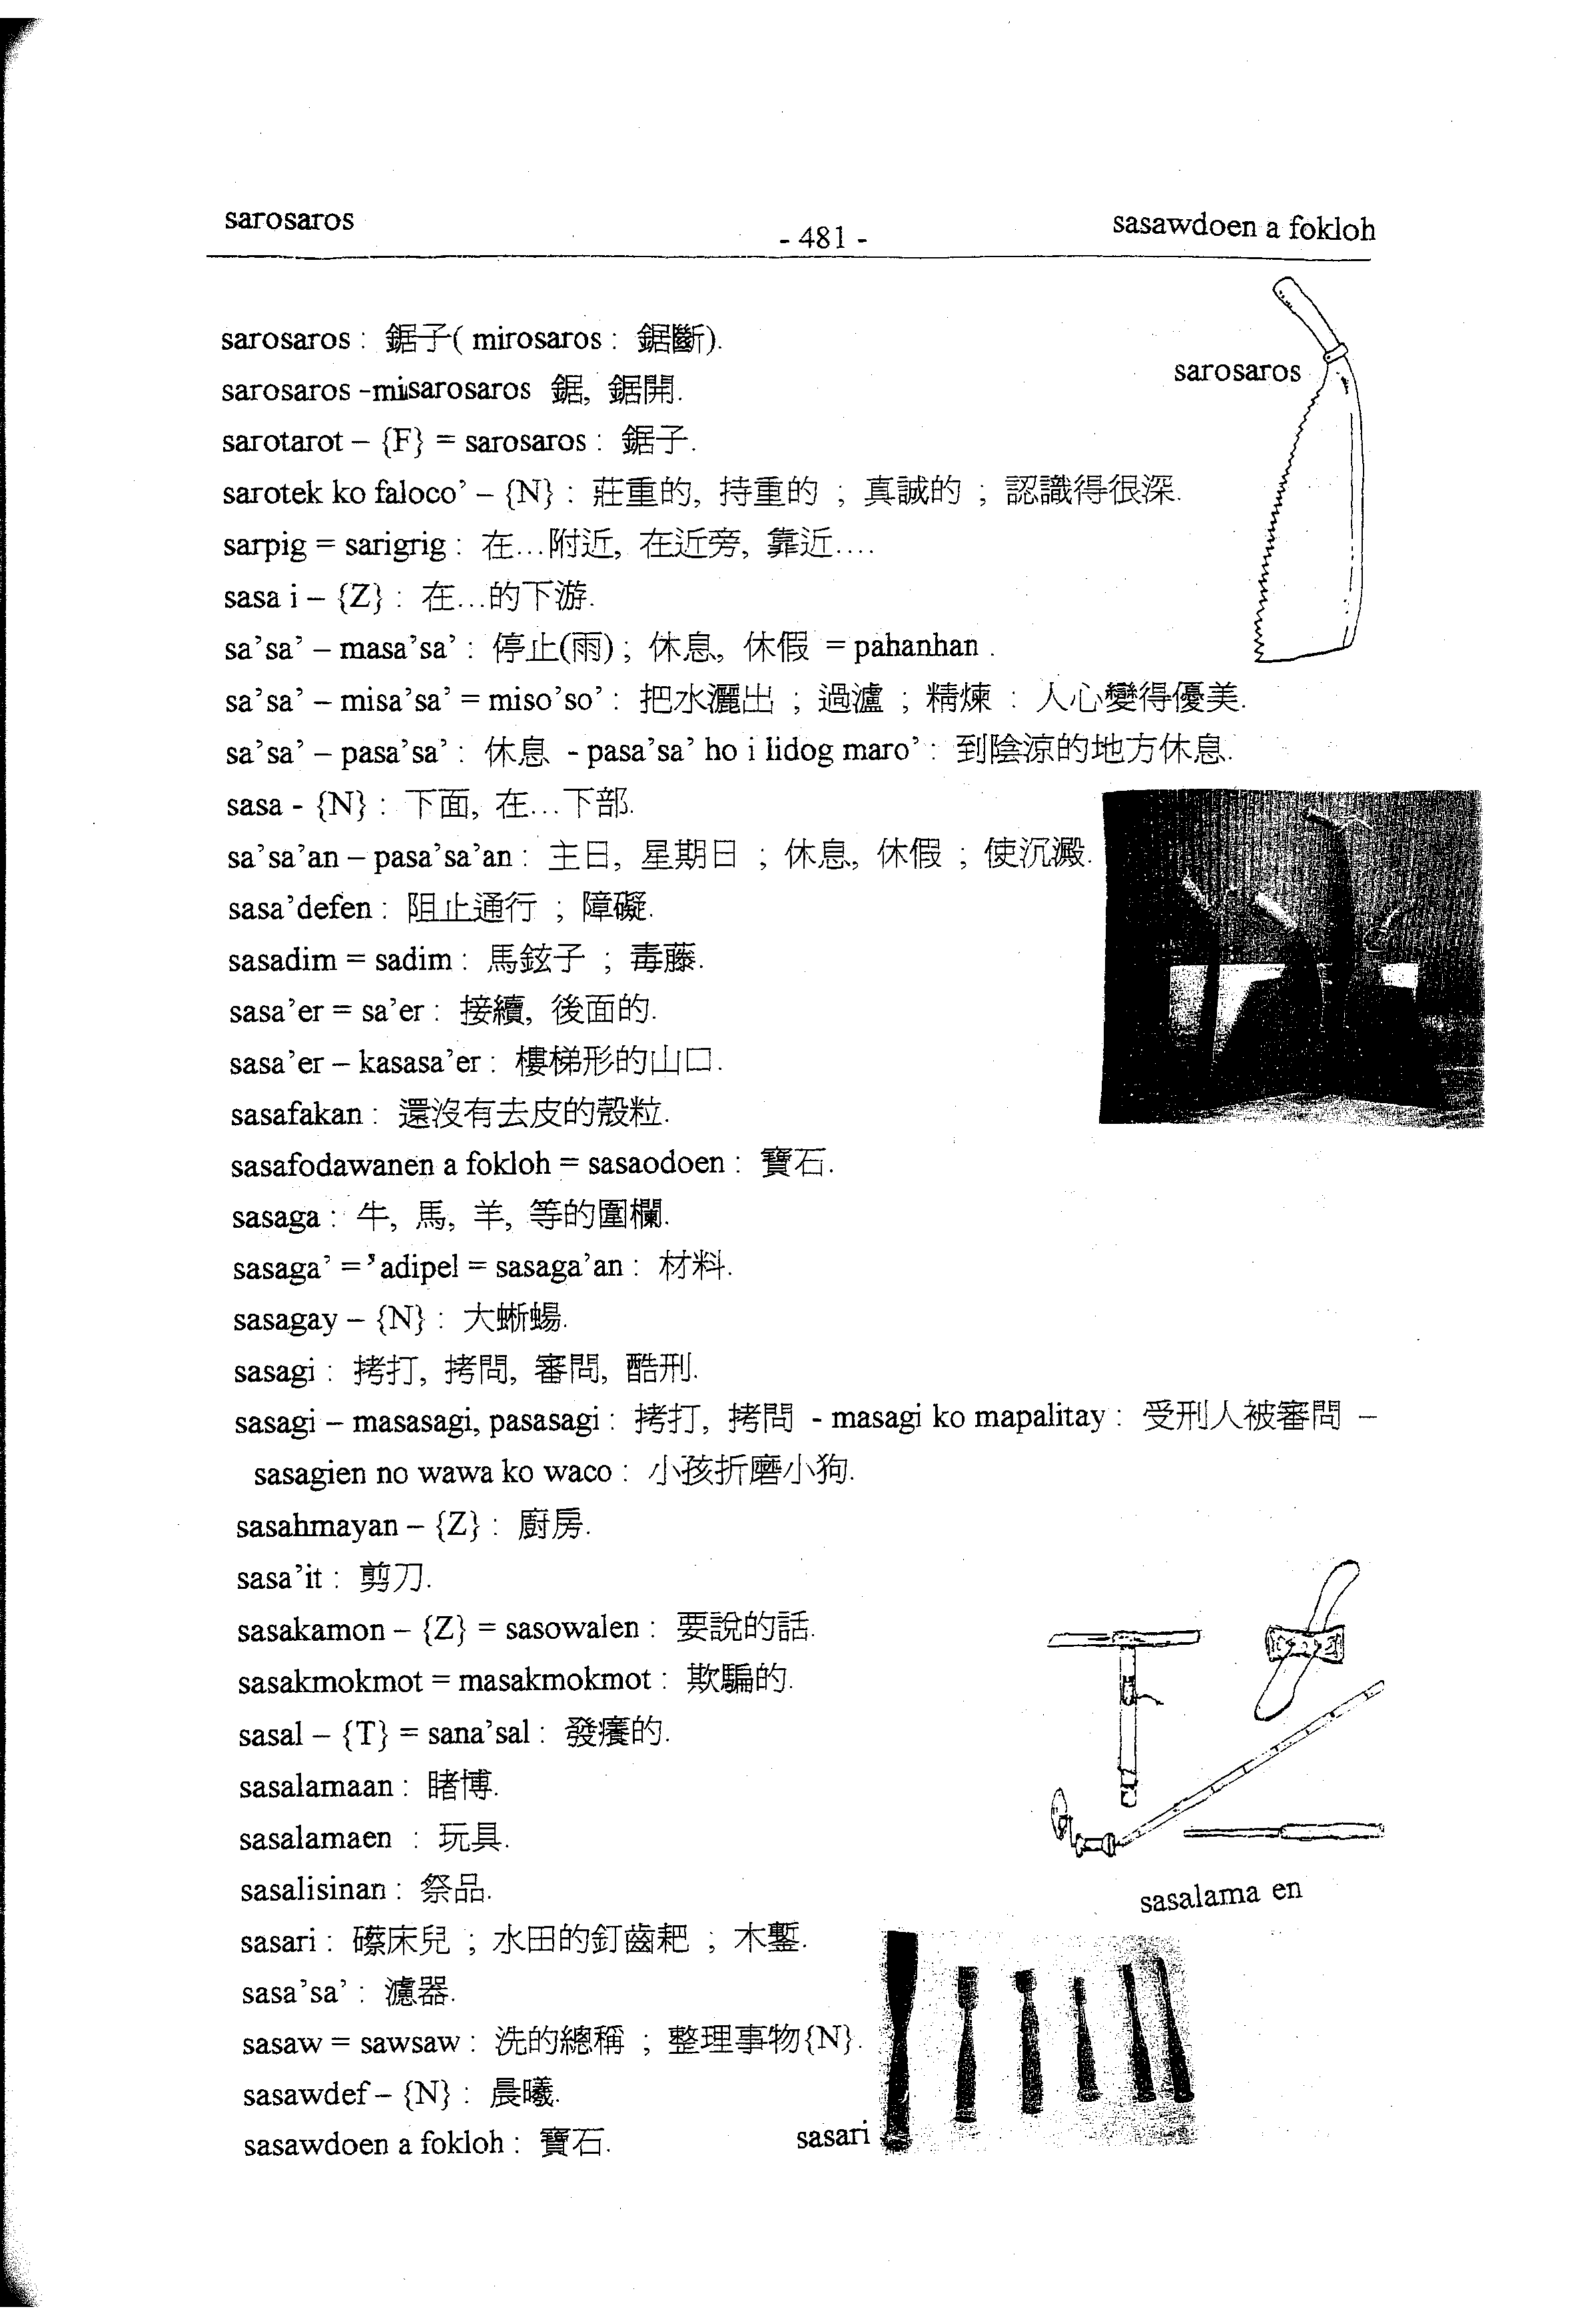 sarosaros
- 481 -
sasawdoen a fokloh
sarosaros : 鋸子( mirosaros : 鋸斷).
sarosaros
sarosaros -misarosaros 鋸, 鋸開.
sarotarot – {F} = sarosaros : 鋸子.
sarotek ko faloco’ – {N} : 莊重的, 持重的 ; 真誠的 ; 認識得很深.
sarpig = sarigrig : 在...附近, 在近旁, 靠近....
sasa i – {Z} : 在...的下游.
sa’sa’ – masa’sa’ : 停止(雨) ; 休息, 休假 = pahanhan .
sa’sa’ – misa’sa’ = miso’so’ : 把水灑出 ; 過瀘 ; 精煉 : 人心變得優美.
sa’sa’ – pasa’sa’ : 休息 - pasa’sa’ ho i lidog maro’ : 到陰涼的地方休息.
sasa - {N} : 下面, 在...下部.
sa’sa’an – pasa’sa’an : 主日, 星期日 ; 休息, 休假 ; 使沉澱.
sasa’defen : 阻止通行 ; 障礙.
sasadim = sadim : 馬鉉子 ; 毒藤.
sasa’er = sa’er : 接續, 後面的.
sasa’er – kasasa’er : 樓梯形的山口.
sasafakan : 還沒有去皮的殼粒.
sasafodawanen a fokloh = sasaodoen : 寶石.
sasaga : 牛, 馬, 羊, 等的圍欄.
sasaga’ = ’adipel = sasaga’an : 材料.
sasagay – {N} : 大蜥蜴.
sasagi : 拷打, 拷問, 審問, 酷刑.
sasagi – masasagi, pasasagi : 拷打, 拷問 - masagi ko mapalitay : 受刑人被審問 –
sasagien no wawa ko waco : 小孩折磨小狗.
sasahmayan – {Z} : 廚房.
sasa’it : 剪刀.
sasakamon – {Z} = sasowalen : 要說的話.
sasakmokmot = masakmokmot : 欺騙的.
sasal – {T} = sana’sal : 發癢的.
sasalamaan : 賭博.
sasalamaen : 玩具.
sasalisinan : 祭品.
sasalama en
sasari : 礤床兒 ; 水田的釘齒耙 ; 木鏨.
sasa’sa’ : 濾器.
sasaw = sawsaw : 洗的總稱 ; 整理事物{N}.
sasawdef – {N} : 晨曦.
sasawdoen a fokloh : 寶石.
sasari